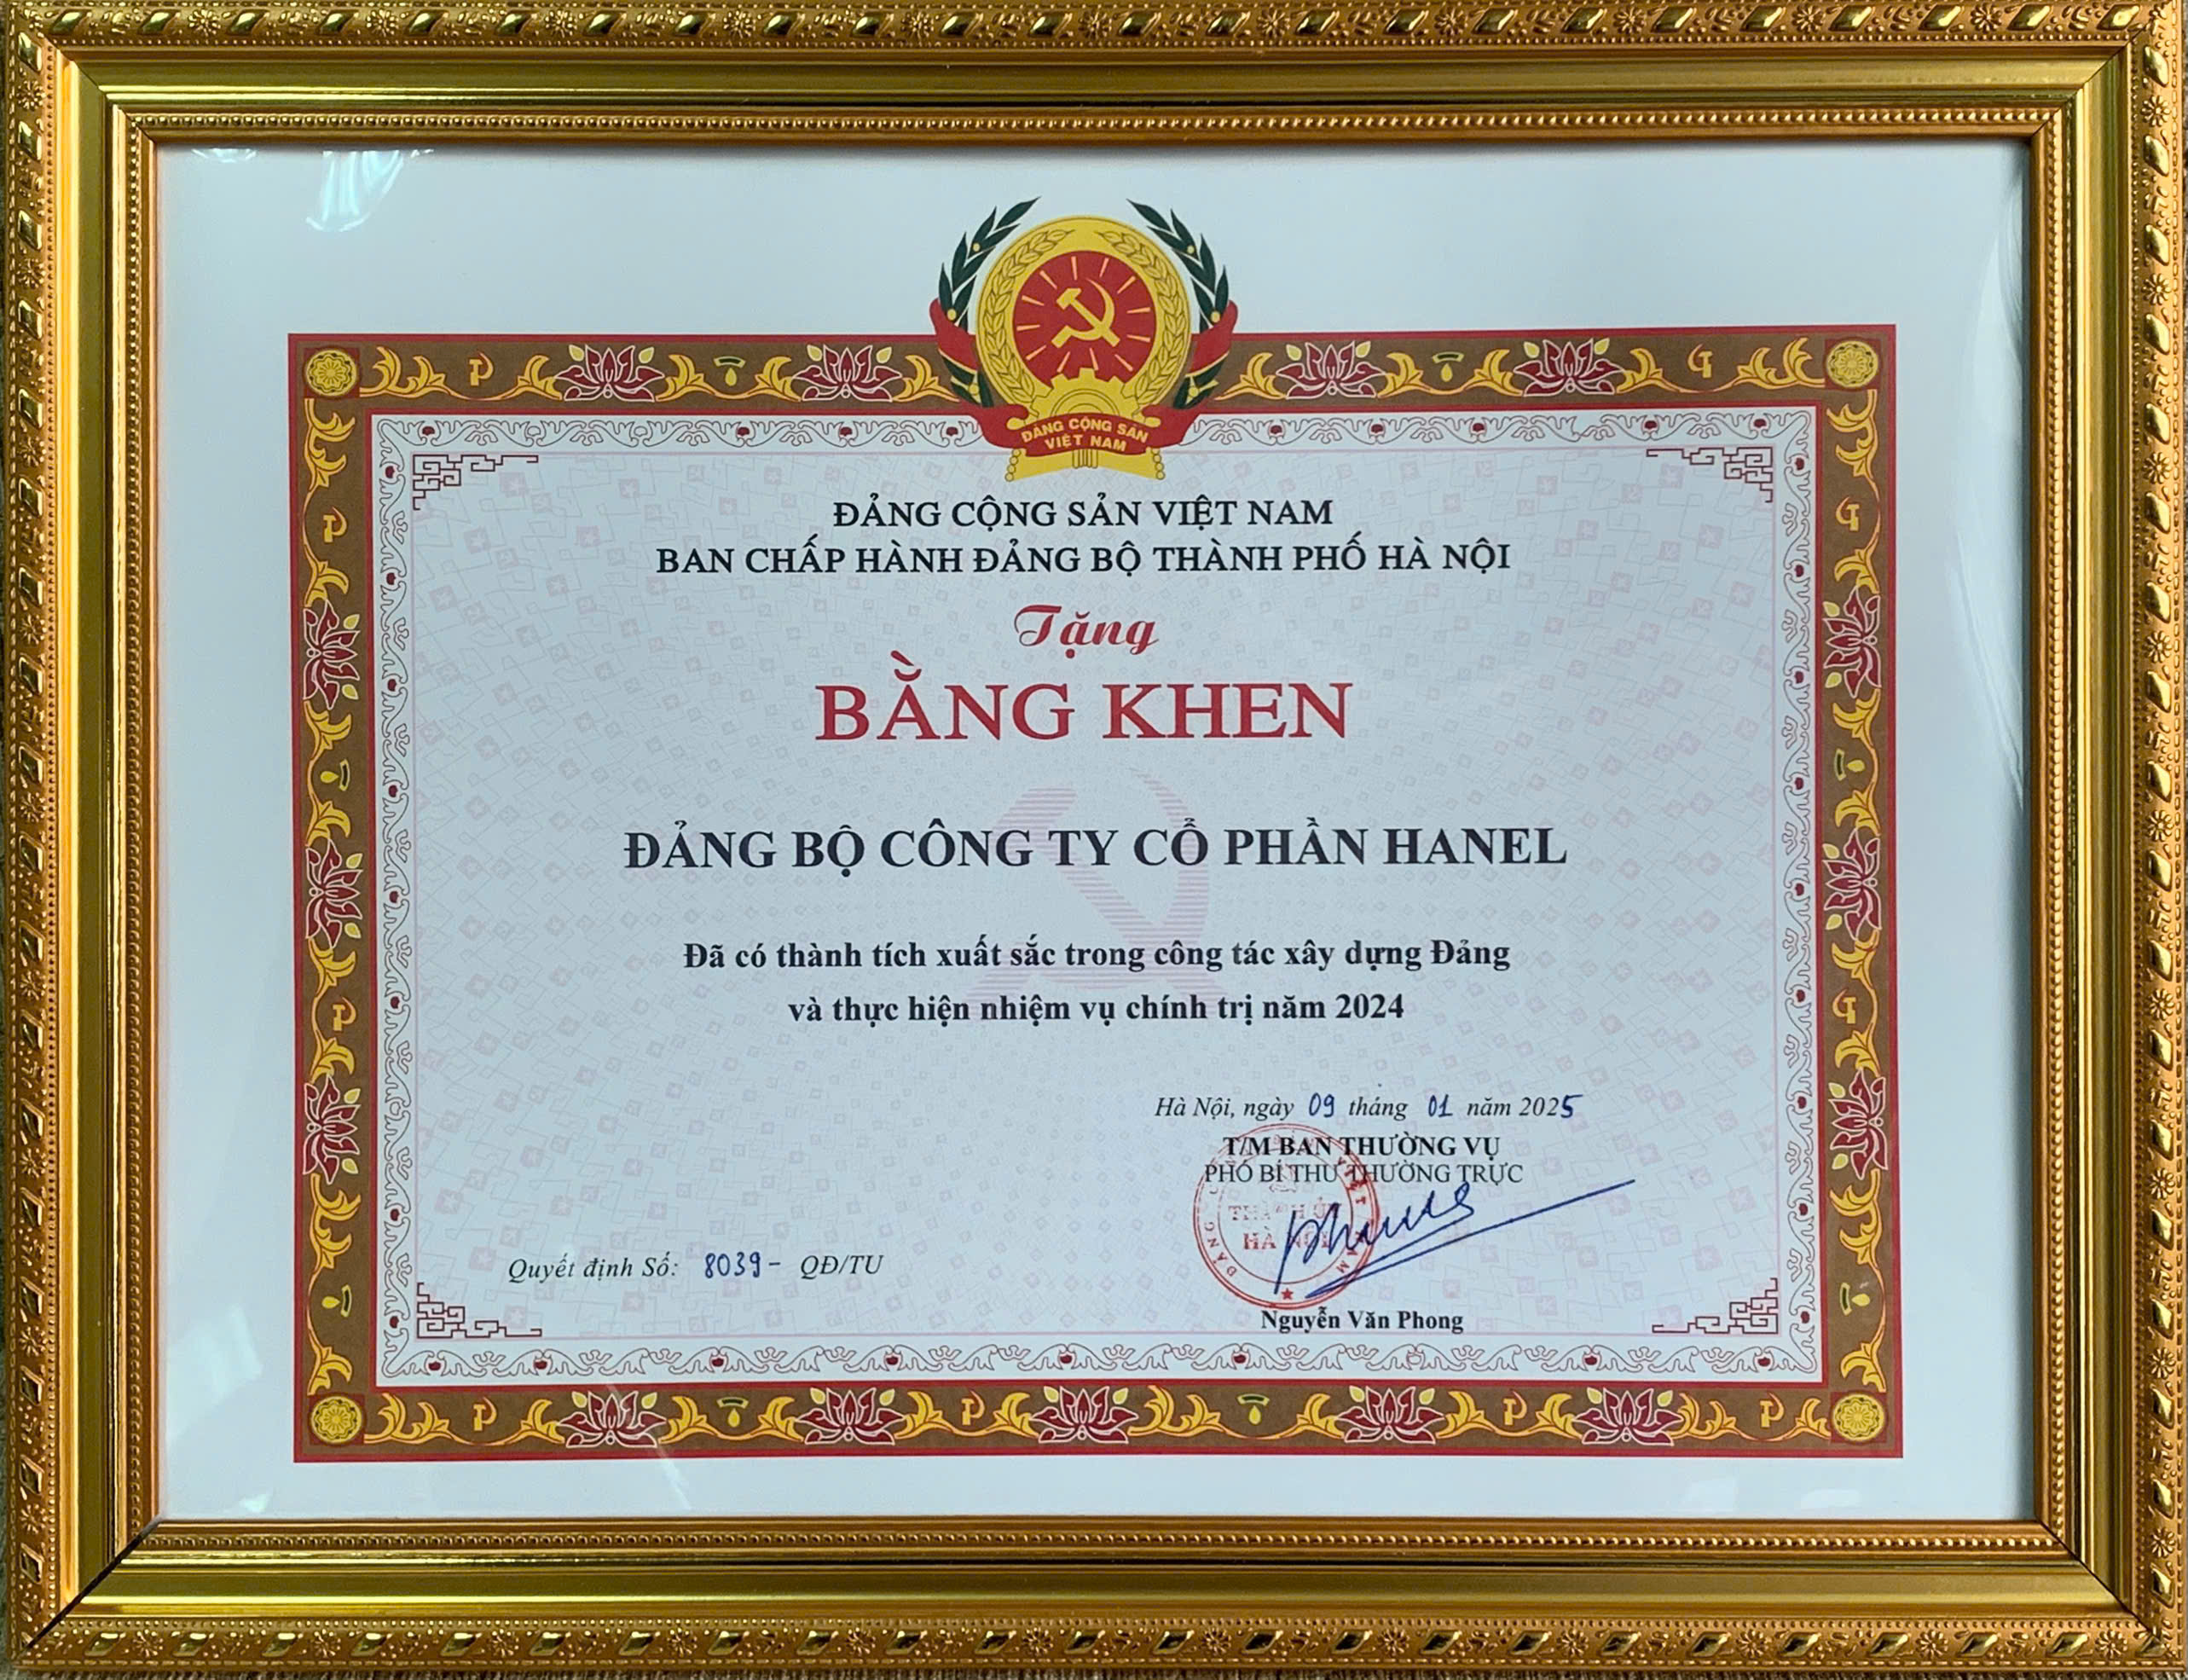 ĐẢNG CỘNG SẢN
VIỆT NAM
ĐẢNG CỘNG SẢN VIỆT NAM
BAN CHẤP HÀNH ĐẢNG BỘ THÀNH PHỐ HÀ NỘI
Tặng
BẰNG KHEN
ĐẢNG BỘ CÔNG TY CỔ PHẦN HANEL
Đã có thành tích xuất sắc trong công tác xây dựng Đảng
và thực hiện nhiệm vụ chính trị năm 2024
Hà Nội, ngày 09 tháng 01 năm 2025
T/M BAN THƯỜNG VỤ
PHÓ BÍ THƯ THƯỜNG TRỰC
HÀ NỘI
Quyết định Số: 8039- QĐ/TU
Nguyễn Văn Phong